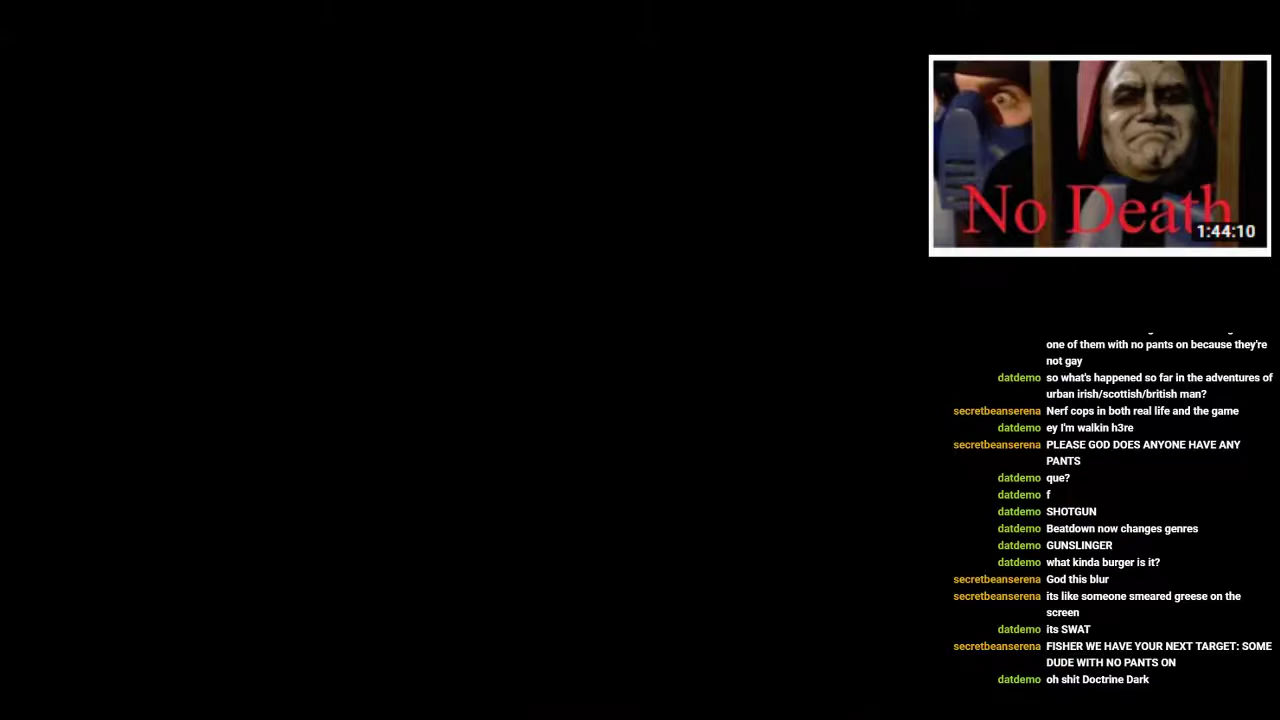 No Death
1:44:10
one of them with no pants on because they're
not gay
datdemo so what's happened so far in the adventures of
urban irish/scottish/british man?
secretbeanserena Nerf cops in both real life and the game
datdemo ey I'm walkin h3re
secretbeanserena PLEASE GOD DOES ANYONE HAVE ANY
PANTS
datdemo que?
datdemo f
datdemo SHOTGUN
datdemo Beatdown now changes genres
datdemo GUNSLINGER
datdemo what kinda burger is it?
secretbeanserena God this blur
secretbeanserena its like someone smeared greese on the
screen
datdemo its SWAT
secretbeanserena FISHER WE HAVE YOUR NEXT TARGET: SOME
DUDE WITH NO PANTS ON
datdemo oh shit Doctrine Dark